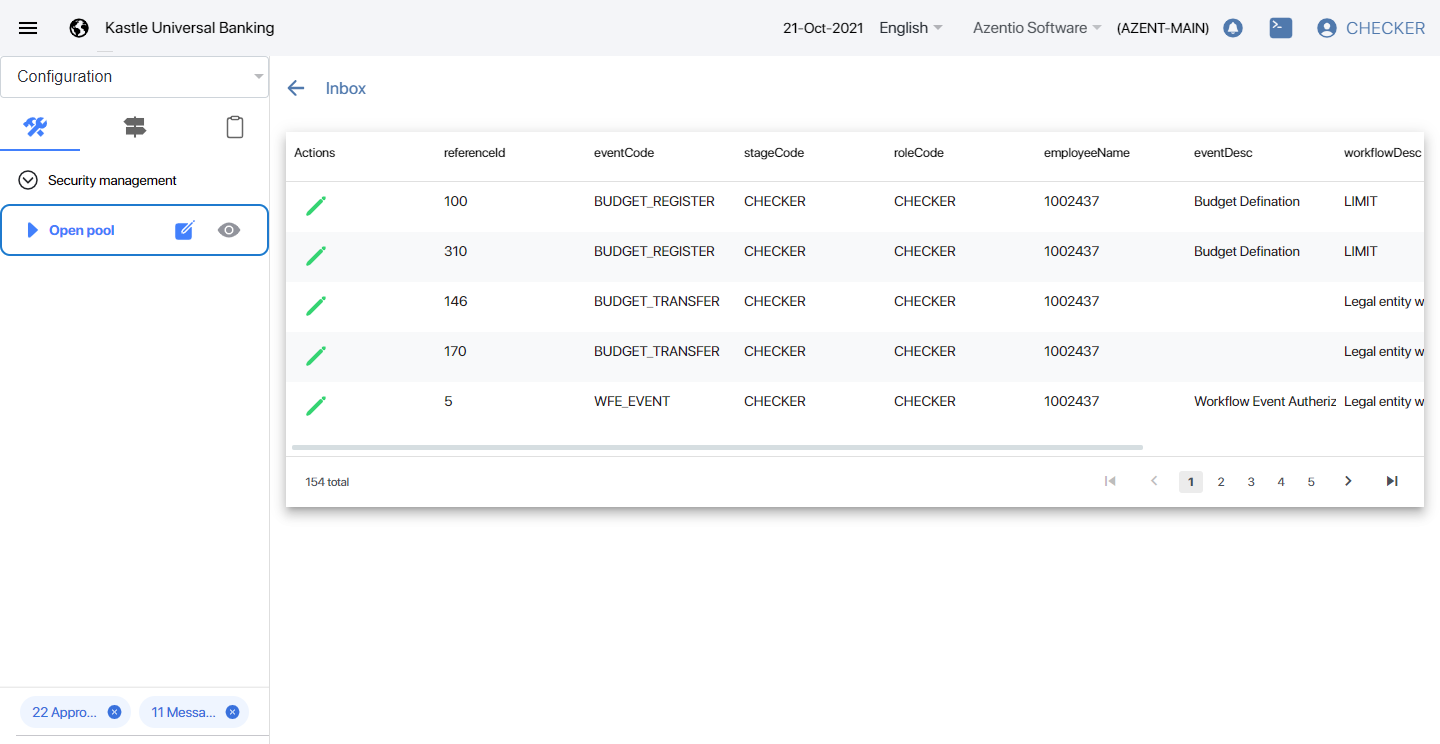 Kastle Universal Banking
21-Oct-2021 English Azentio Software (AZENT-MAIN) CHECKER
Configuration
Security management
Open pool
22 Appro...
11 Messa...
Inbox
Actions referenceId eventCode stageCode roleCode employeeName eventDesc workflowDesc
100 BUDGET_REGISTER CHECKER CHECKER 1002437 Budget Defination LIMIT
310 BUDGET_REGISTER CHECKER CHECKER 1002437 Budget Defination LIMIT
146 BUDGET_TRANSFER CHECKER CHECKER 1002437 Legal entity w
170 BUDGET_TRANSFER CHECKER CHECKER 1002437 Legal entity w
5 WFE_EVENT CHECKER CHECKER 1002437 Workflow Event Autheriz Legal entity w
154 total
1 2 3 4 5